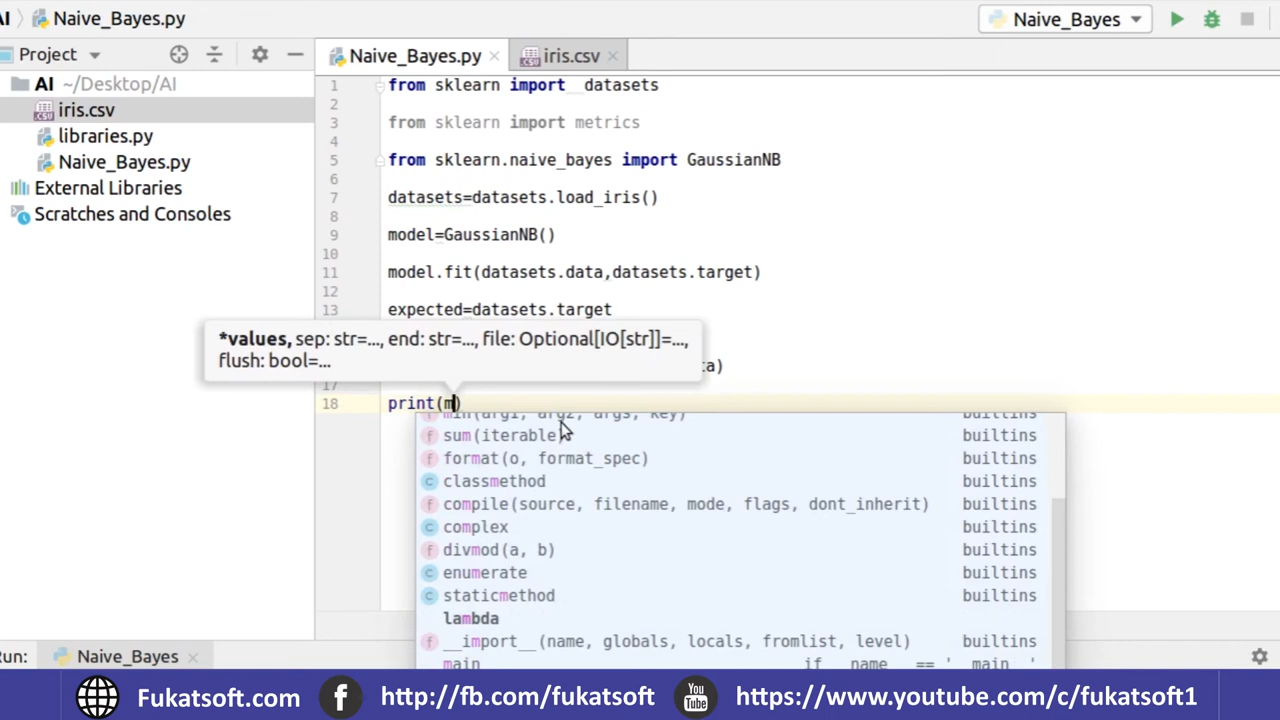 AI Naive_Bayes.py
Naive_Bayes
Project
Naive_Bayes.py
iris.csv
AI ~/Desktop/AI
iris.csv
libraries.py
Naive_Bayes.py
External Libraries
Scratches and Consoles
1 from sklearn import datasets
2
3 from sklearn import metrics
4
5 from sklearn.naive_bayes import GaussianNB
6
7 datasets=datasets.load_iris()
8
9 model=GaussianNB()
10
11 model.fit(datasets.data,datasets.target)
12
13 expected=datasets.target
*values, sep: str=..., end: str=..., file: Optional[IO[str]]=...,
flush: bool=...
ta)
17
18 print(m)
min(arg1, arg2, args, key)
sum(iterable) builtins
format(o, format_spec) builtins
classmethod builtins
compile(source, filename, mode, flags, dont_inherit) builtins
complex builtins
divmod(a, b) builtins
enumerate builtins
staticmethod builtins
lambda
__import__(name, globals, locals, fromlist, level) builtins
main if __name__ == '__main__'
Run: Naive_Bayes
Fukatsoft.com http://fb.com/fukatsoft You Tube https://www.youtube.com/c/fukatsoft1